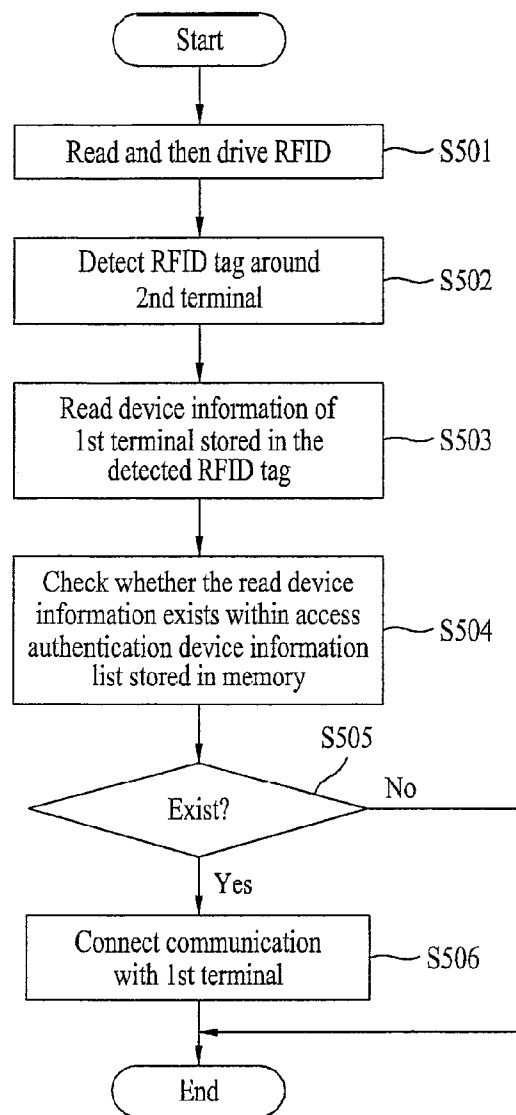 Start
Read and then drive RFID
S501
Detect RFID tag around
2nd terminal
S502
Read device information of
1st terminal stored in the
detected RFID tag
S503
Check whether the read device
information exists within access
authentication device information
list stored in memory
S504
S505
Exist?
No
Yes
Connect communication
with 1st terminal
S506
End